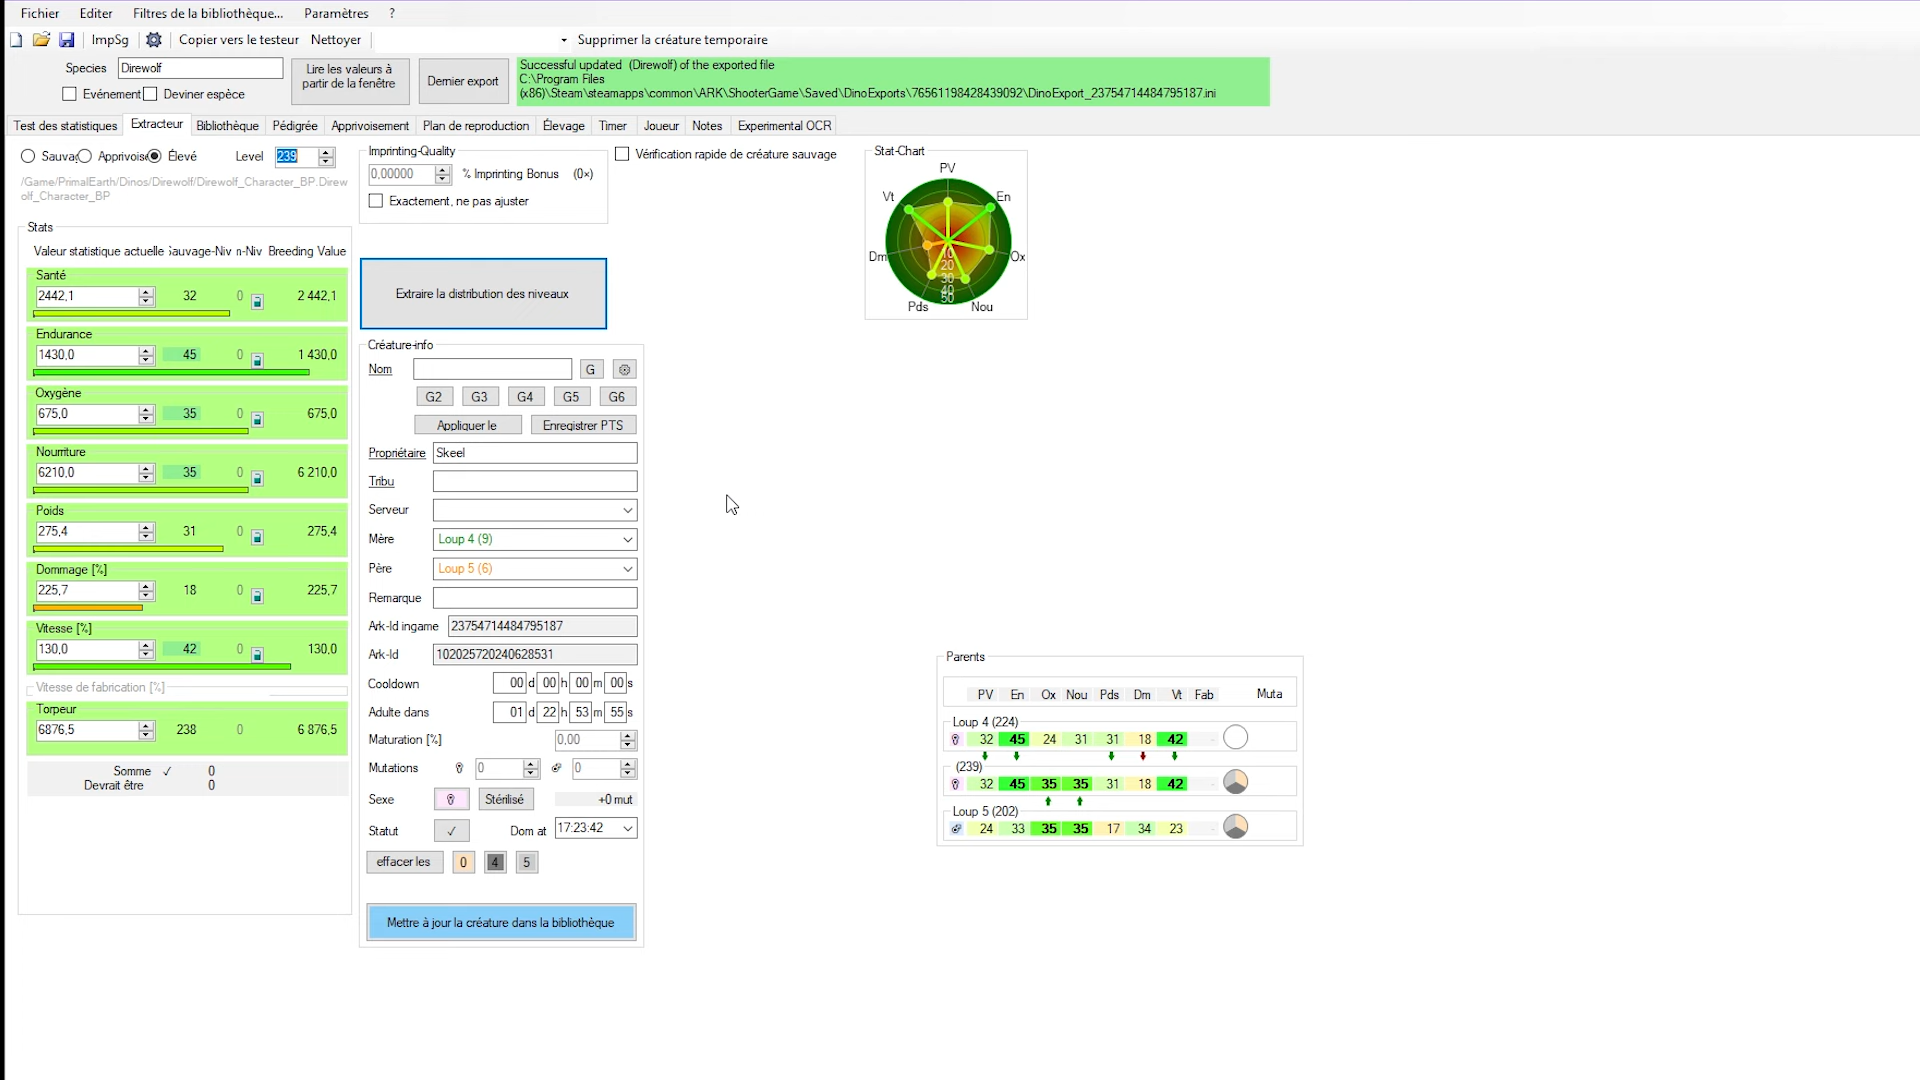 Fichier Editer Filtres de la bibliothèque... Paramètres ?
ImpSg Copier vers le testeur Nettoyer Supprimer la créature temporaire
Species Direwolf
Evénement Deviner espèce
Lire les valeurs à
partir de la fenêtre
Dernier export
Successful updated (Direwolf) of the exported file
C:\Program Files
(x86)\Steam\steamapps\common\ARK\ShooterGame\Saved\DinoExports\76561198428439092\DinoExport_23754714484795187.ini
Test des statistiques Extracteur Bibliothèque Pédigrée Apprivoisement Plan de reproduction Élevage Timer Joueur Notes Experimental OCR
Sauvag Apprivoisé Élevé Level 239
/Game/PrimalEarth/Dinos/Direwolf/Direwolf_Character_BP.Direw
olf_Character_BP
Stats
Valeur statistique actuelle Sauvage-Niv n-Niv Breeding Value
Santé
2442,1 32 0 2 442,1
Endurance
1430,0 45 0 1 430,0
Oxygène
675,0 35 0 675,0
Nourriture
6210,0 35 0 6 210,0
Poids
275,4 31 0 275,4
Dommage [%]
225,7 18 0 225,7
Vitesse [%]
130,0 42 0 130,0
Vitesse de fabrication [%]
Torpeur
6876,5 238 0 6 876,5
Somme ✓ 0
Devrait être 0
Imprinting-Quality
0,00000 % Imprinting Bonus (0×)
Exactement, ne pas ajuster
Extraire la distribution des niveaux
Créature-info
Nom G
G2 G3 G4 G5 G6
Appliquer le Enregistrer PTS
Propriétaire Skeel
Tribu
Serveur
Mère Loup 4 (9)
Père Loup 5 (6)
Remarque
Ark-Id ingame 23754714484795187
Ark-Id 102025720240628531
Cooldown 00 d 00 h 00 m 00 s
Adulte dans 01 d 22 h 53 m 55 s
Maturation [%] 0,00
Mutations 0 0
Sexe Stérilisé +0 mut
Statut ✓ Dom at 17:23:42
effacer les 0 4 5
Mettre à jour la créature dans la bibliothèque
Vérification rapide de créature sauvage
Stat-Chart
PV
Vt En
Dm Ox
Pds Nou
10
20
30
40
50
Parents
PV En Ox Nou Pds Dm Vt Fab Muta
Loup 4 (224)
32 45 24 31 31 18 42 -
(239)
32 45 35 35 31 18 42 -
Loup 5 (202)
24 33 35 35 17 34 23 -